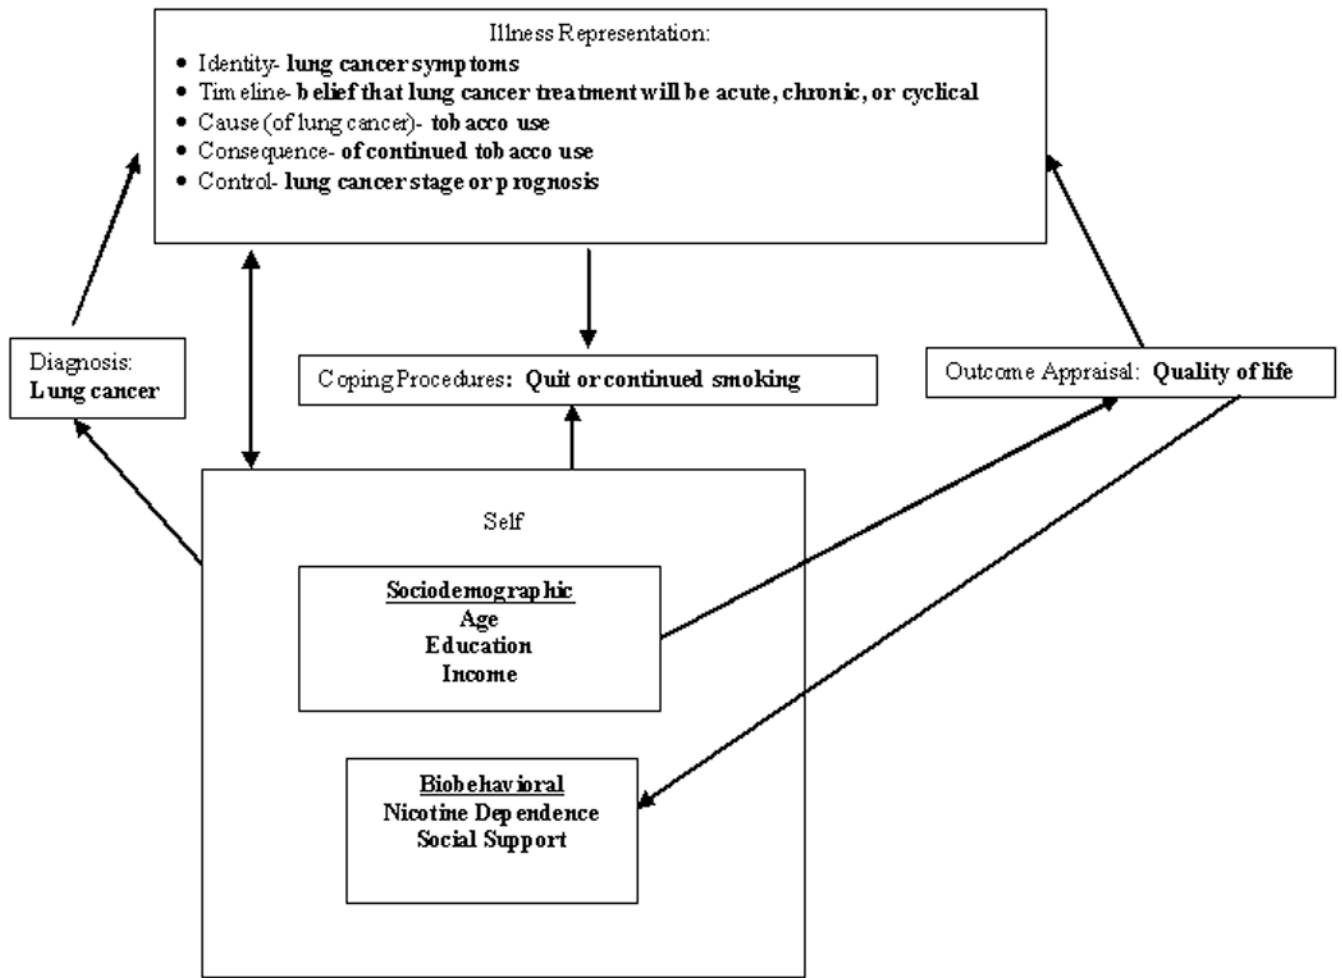 Illness Representation:
• Identity- lung cancer symptoms
• Timeline- belief that lung cancer treatment will be acute, chronic, or cyclical
• Cause (of lung cancer)- tobacco use
• Consequence- of continued tobacco use
• Control- lung cancer stage or prognosis
Diagnosis:
Lung cancer
Coping Procedures: Quit or continued smoking
Outcome Appraisal: Quality of life
Self
Sociodemographic
Age
Education
Income
Biobehavioral
Nicotine Dependence
Social Support